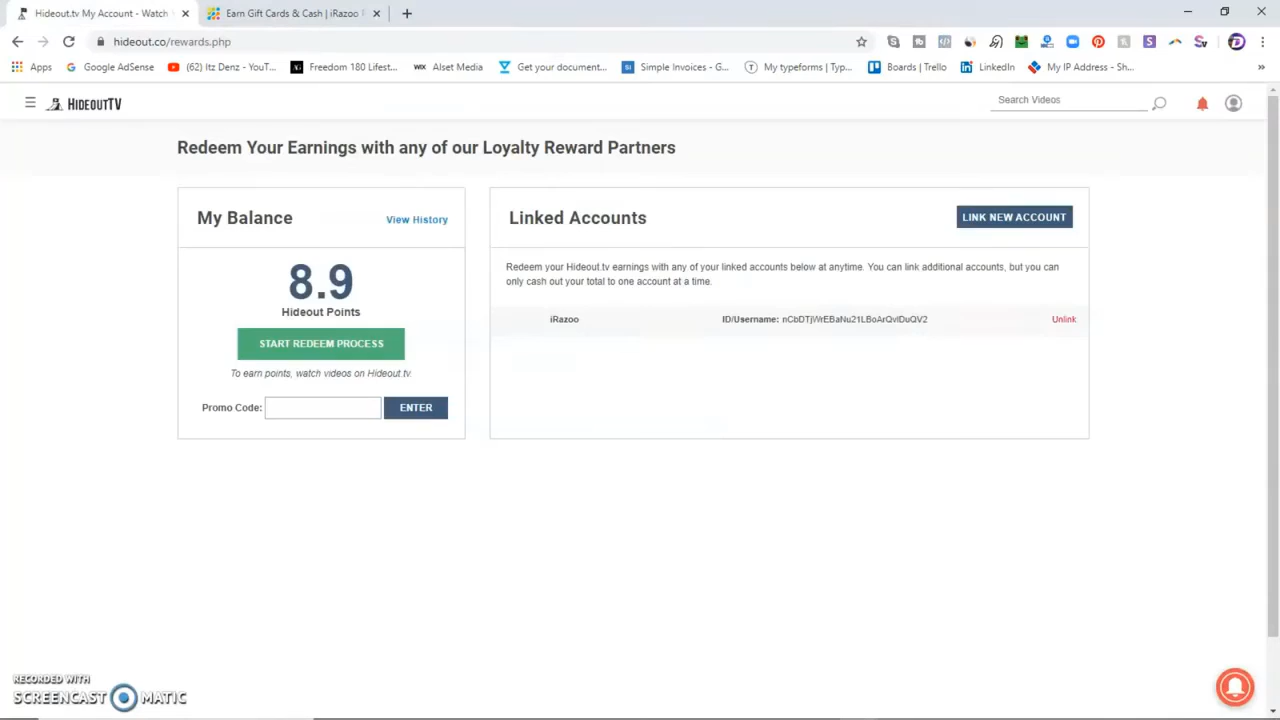 Hideout.tv My Account - Watch
Earn Gift Cards & Cash | iRazoo
hideout.co/rewards.php
Apps Google AdSense (62) Itz Denz - YouT... Freedom 180 Lifest... WIX Alset Media Get your document... SI Simple Invoices - G... My typeforms | Typ... Boards | Trello LinkedIn My IP Address - Sh...
HIDEOUTTV
Search Videos
Redeem Your Earnings with any of our Loyalty Reward Partners
My Balance
View History
8.9
Hideout Points
START REDEEM PROCESS
To earn points, watch videos on Hideout.tv.
Promo Code:
ENTER
Linked Accounts
LINK NEW ACCOUNT
Redeem your Hideout.tv earnings with any of your linked accounts below at anytime. You can link additional accounts, but you can
only cash out your total to one account at a time.
iRazoo ID/Username: nCbDTjWrEBaNu21LBoArQvlDuQV2 Unlink
RECORDED WITH
SCREENCAST MATIC